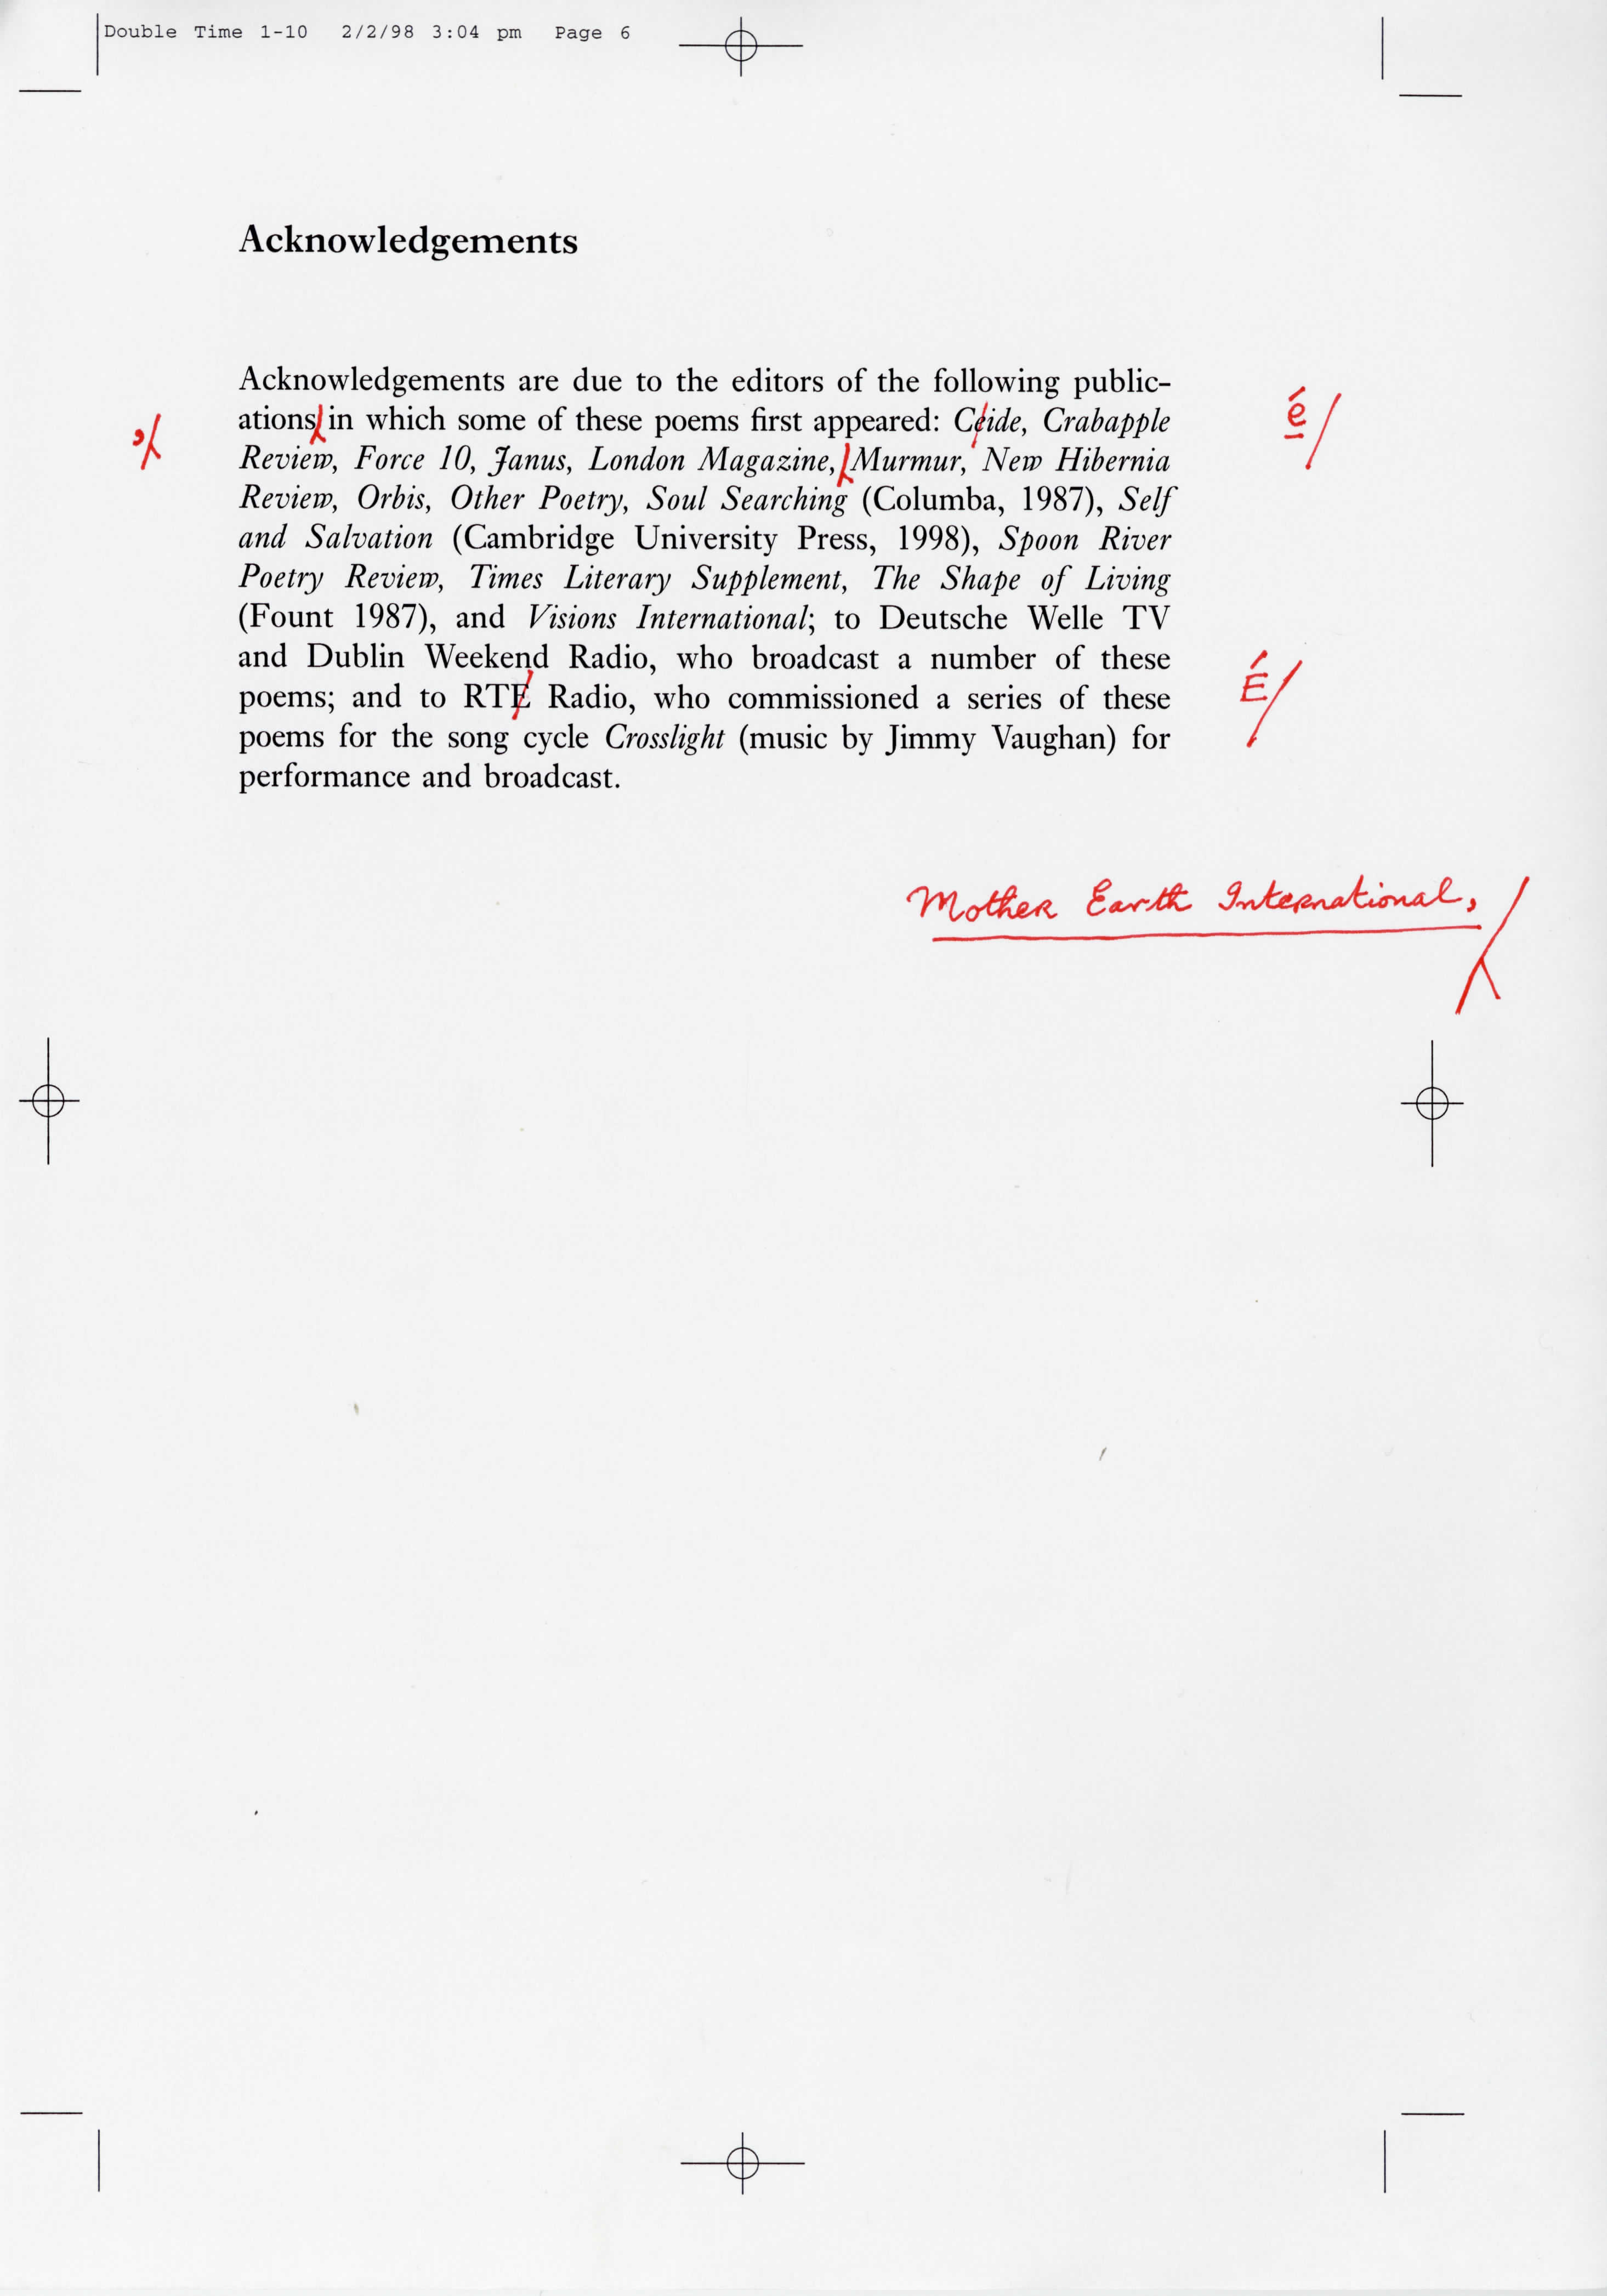 Double Time 1-10 2/2/98 3:04 pm Page 6
Acknowledgements
Acknowledgements are due to the editors of the following public-
ations in which some of these poems first appeared: Ceide, Crabapple
Review, Force 10, Janus, London Magazine, Murmur, New Hibernia
Review, Orbis, Other Poetry, Soul Searching (Columba, 1987), Self
and Salvation (Cambridge University Press, 1998), Spoon River
Poetry Review, Times Literary Supplement, The Shape of Living
(Fount 1987), and Visions International; to Deutsche Welle TV
and Dublin Weekend Radio, who broadcast a number of these
poems; and to RTE Radio, who commissioned a series of these
poems for the song cycle Crosslight (music by Jimmy Vaughan) for
performance and broadcast.
,
é/
É/
Mother Earth International,